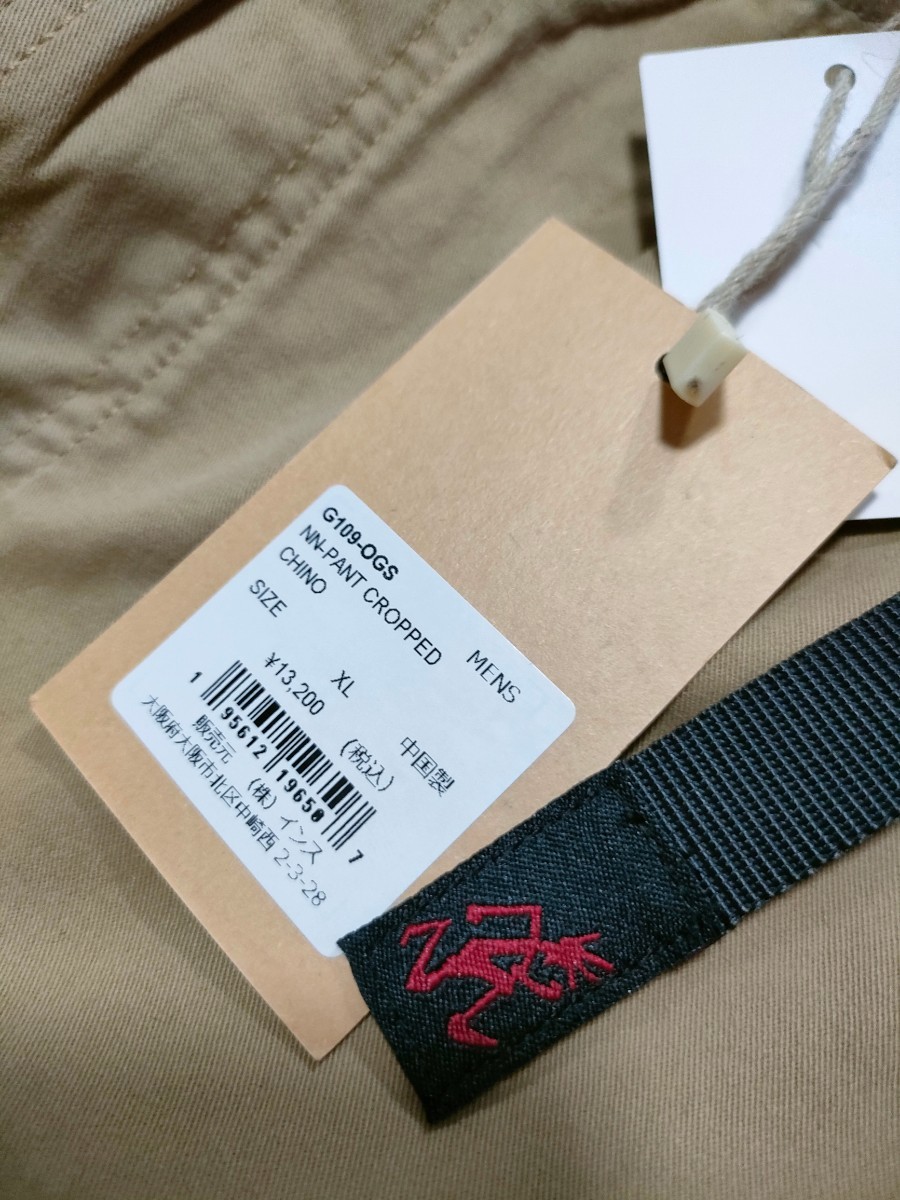 G109-OGS
NN-PANT CROPPED MENS
CHINO
SIZE XL 中国製
¥13,200 (税込)
1 95612 19650 7
販売元 (株)インス
大阪府大阪市北区中崎西 2-3-28